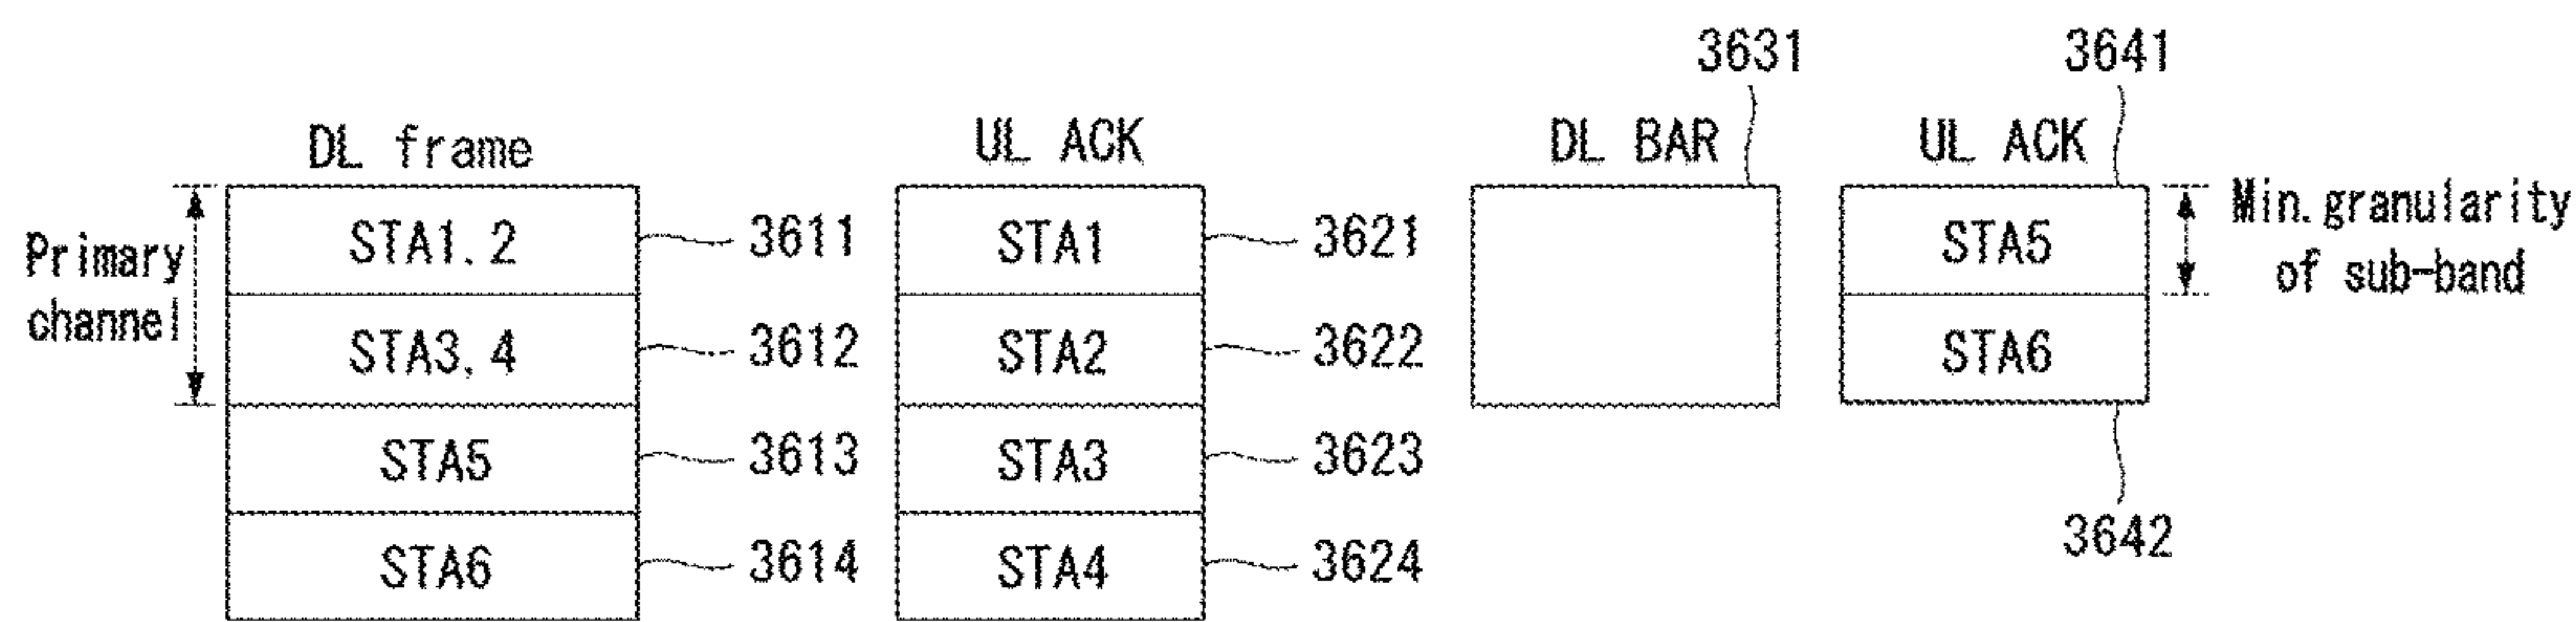 3631
3641
DL frame
UL ACK
DL BAR
UL ACK
Primary
channel
STA1.2
3611
STA3,4
3612
STA5
3613
STA6
3614
STA1
3621
STA2
3622
STA3
3623
STA4
3624
STA5
STA6
Min.granularity
of sub-band
3642